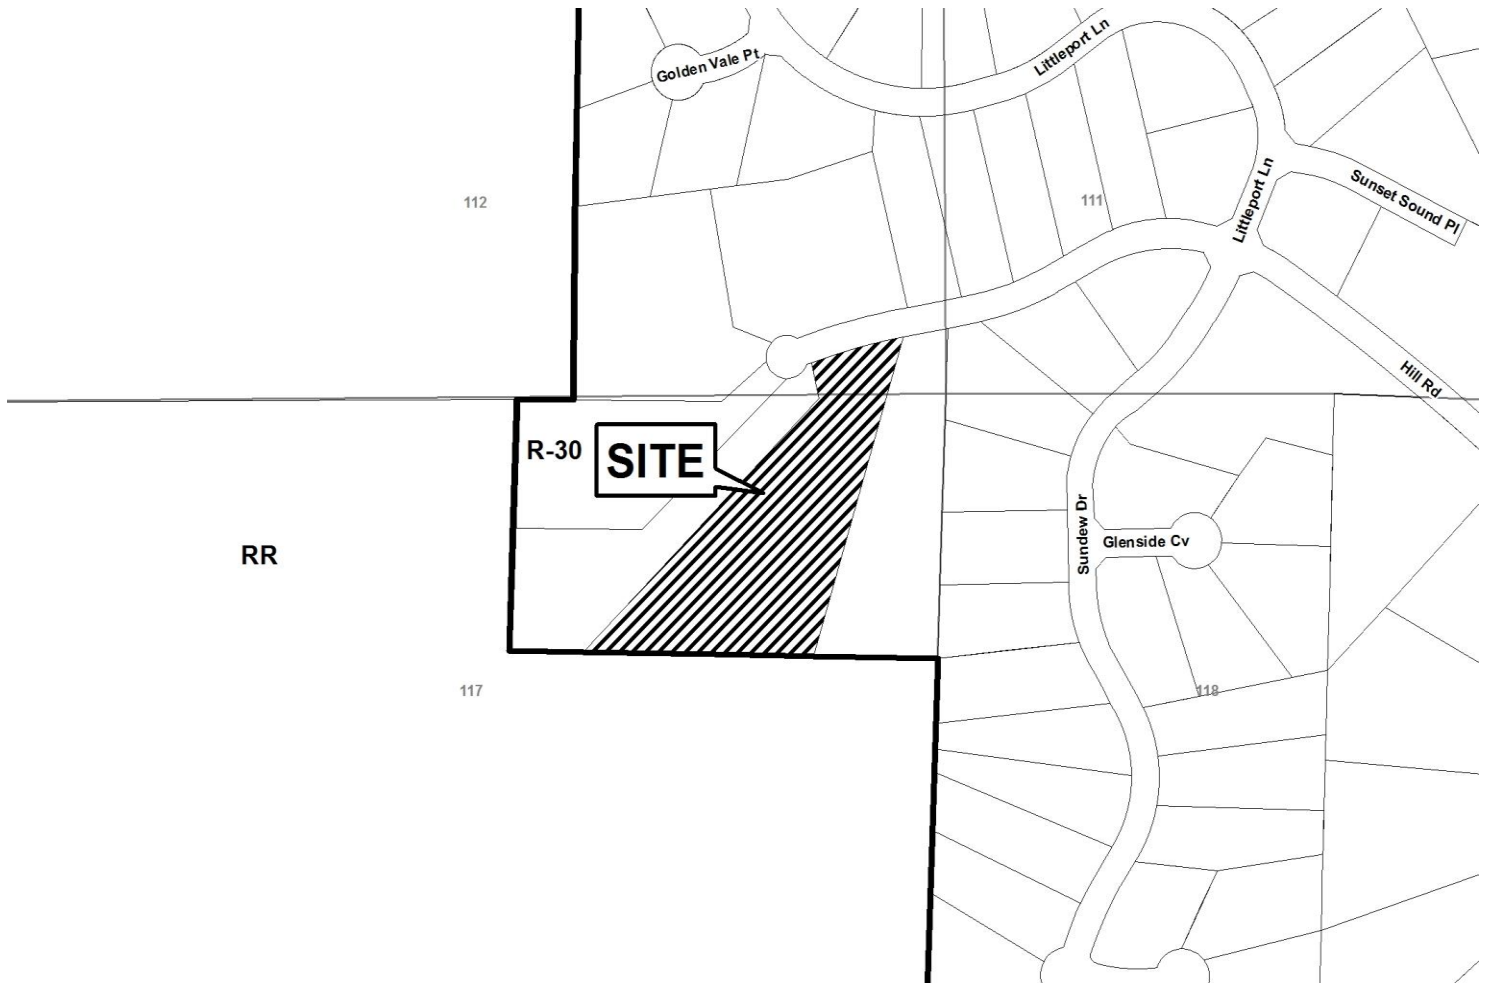 Golden Vale Pt
Littleport Ln
112
111
Littleport Ln
Sunset Sound Pl
Hill Rd
R-30
SITE
RR
Sundew Dr
Glenside Cv
117
118